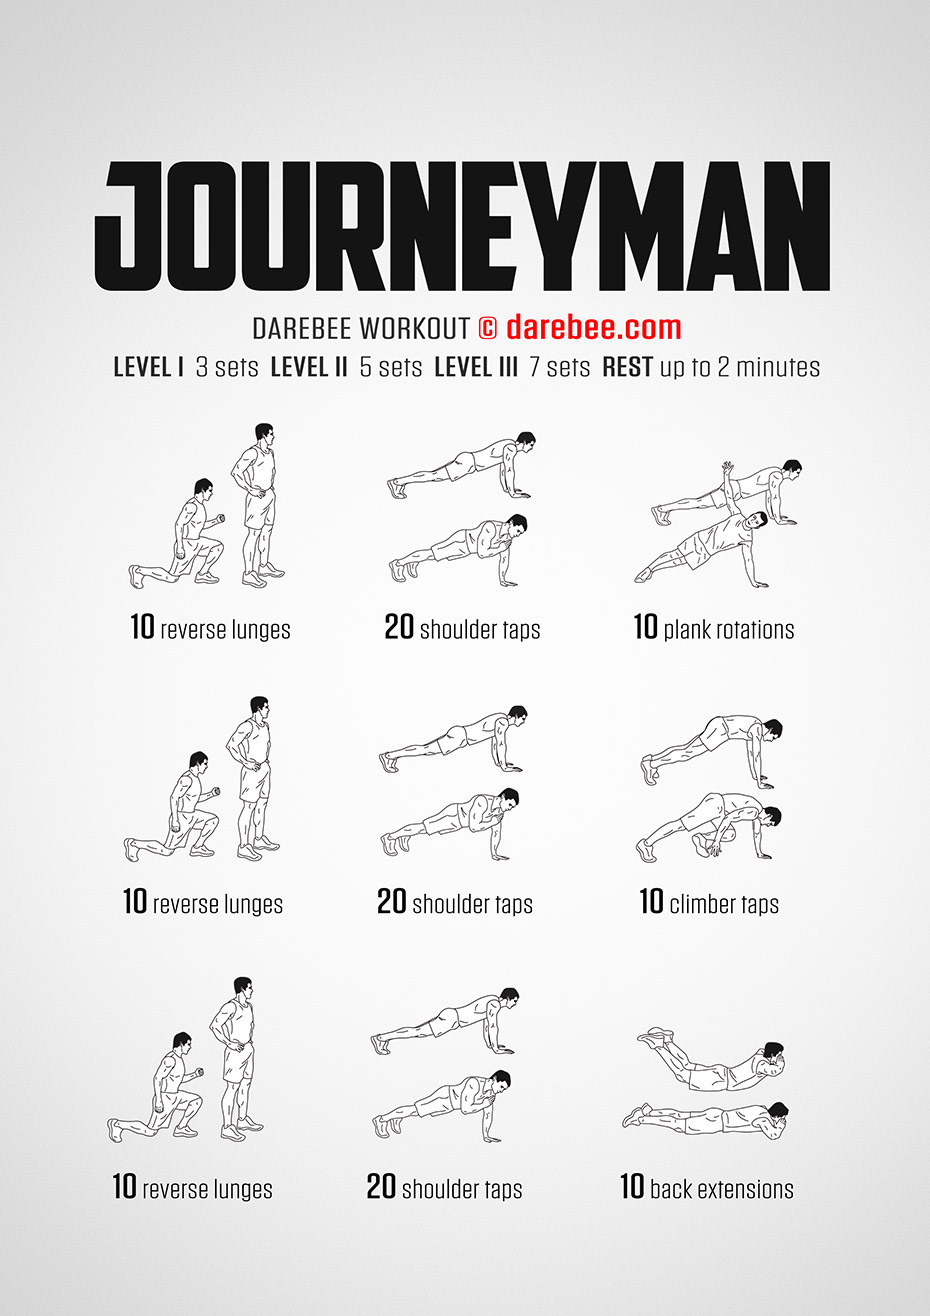 JOURNEYMAN
DAREBEE WORKOUT © darebee.com
LEVEL I 3 sets LEVEL II 5 sets LEVEL III 7 sets REST up to 2 minutes
10 reverse lunges
20 shoulder taps
10 plank rotations
10 reverse lunges
20 shoulder taps
10 climber taps
10 reverse lunges
20 shoulder taps
10 back extensions